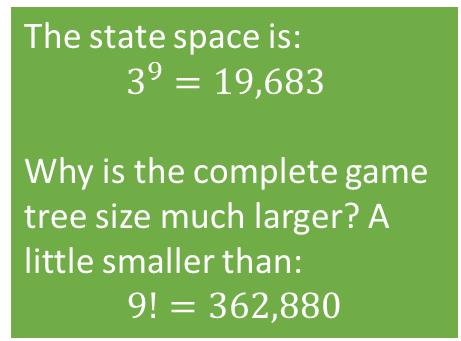 The state space is:
3⁹ = 19,683
Why is the complete game
tree size much larger? A
little smaller than:
9! = 362,880